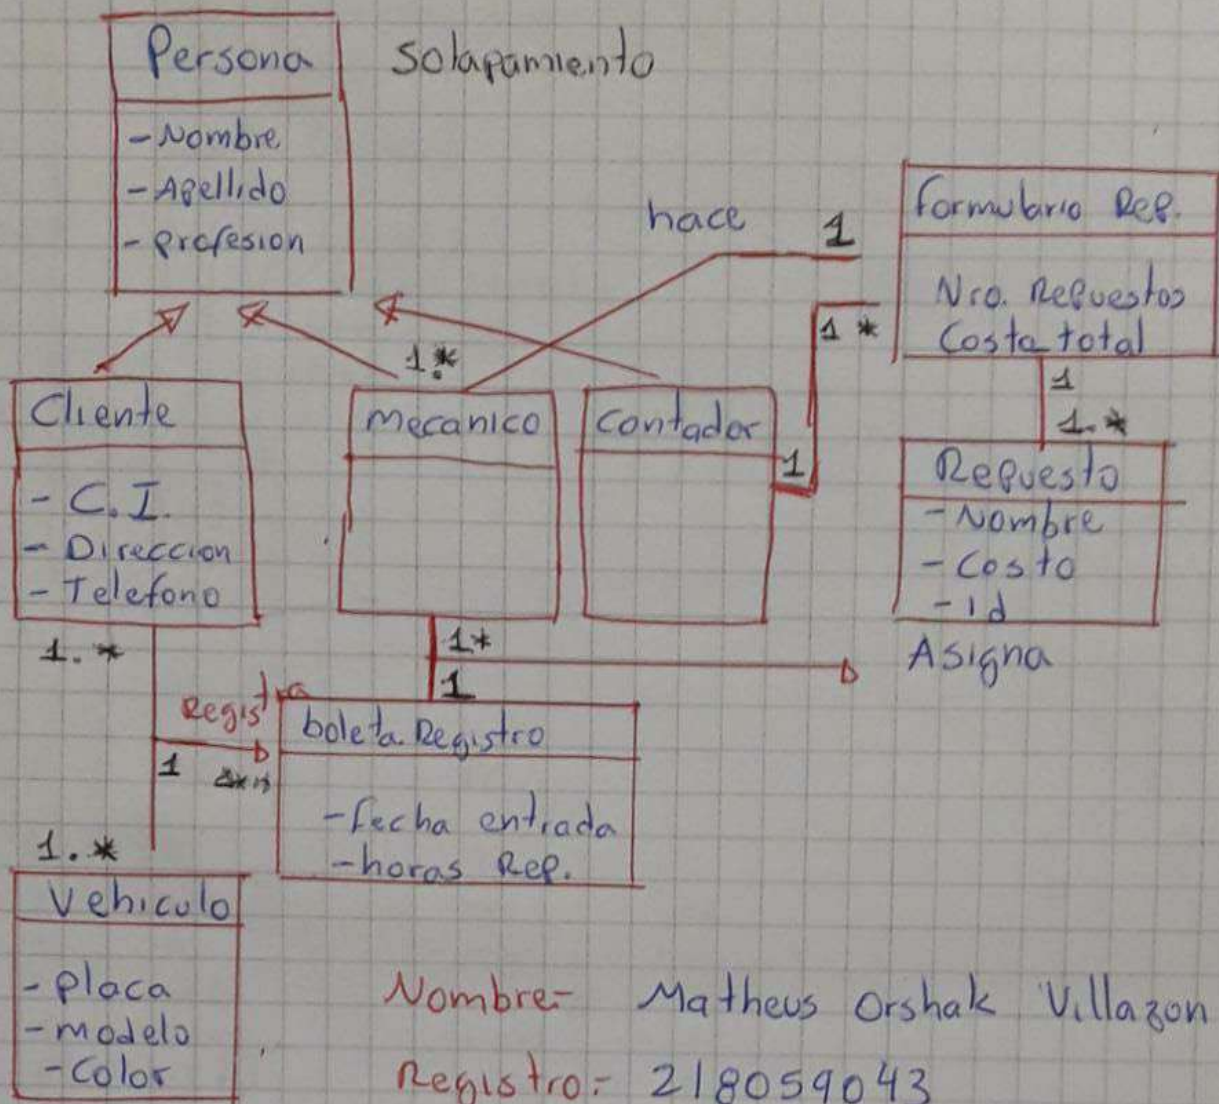 Persona
Solapamiento
-Nombre
-Apellido
-profesion
hace 1
formulario Rep.
Nro. Repuestos
Costa total
1 *
1
1.*
1.*
Cliente
- C.I.
- Direccion
- Telefono
mecanico
contador
1
Repuesto
-Nombre
-Costo
-Id
1.*
1*
1
Asigna
Registra
1
boleta Registro
-fecha entrada
-horas Rep.
1.*
Vehiculo
-placa
-modelo
-Color
Nombre- Matheus Orshak Villazon
Registro:- 218059043